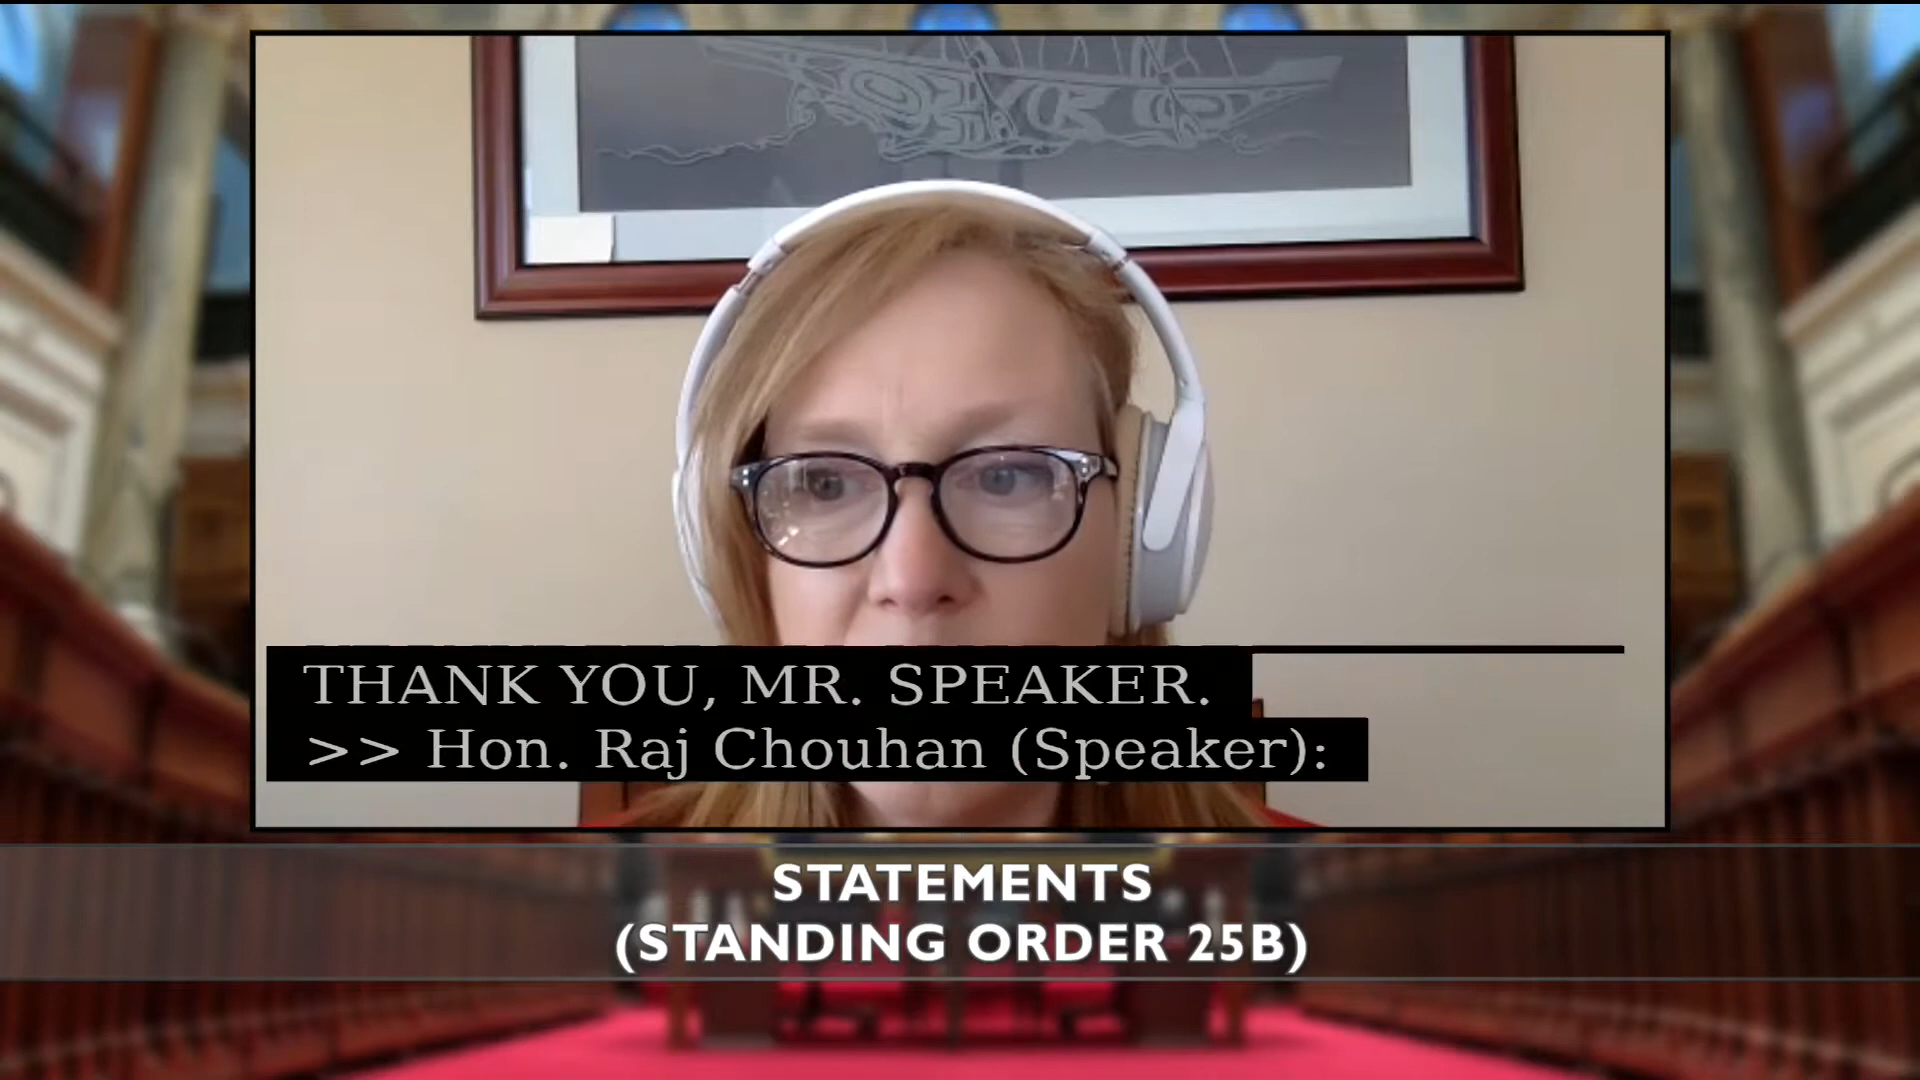 THANK YOU, MR. SPEAKER.
>> Hon. Raj Chouhan (Speaker):
STATEMENTS
(STANDING ORDER 25B)